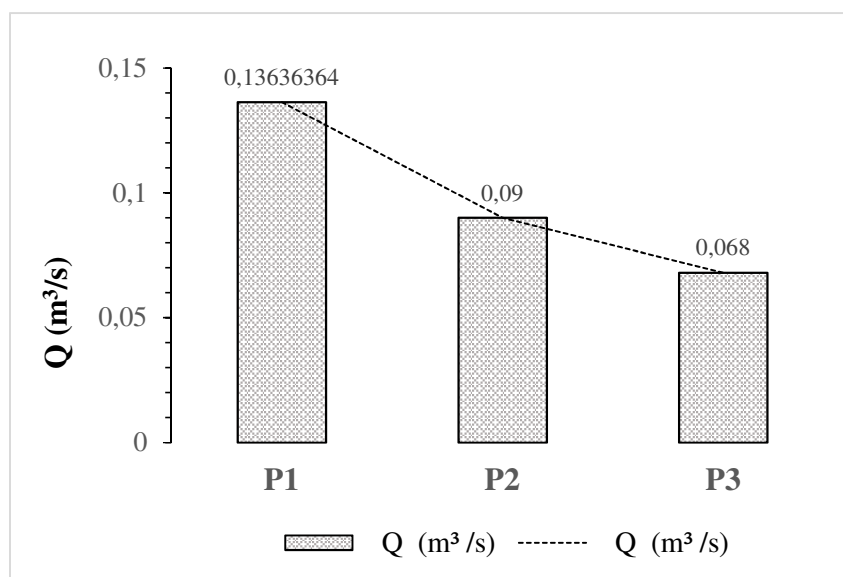 0,15
0,13636364
0,1
0,09
0,068
0,05
0
Q (m³/s)
P1 P2 P3
Q (m³ /s) Q (m³ /s)